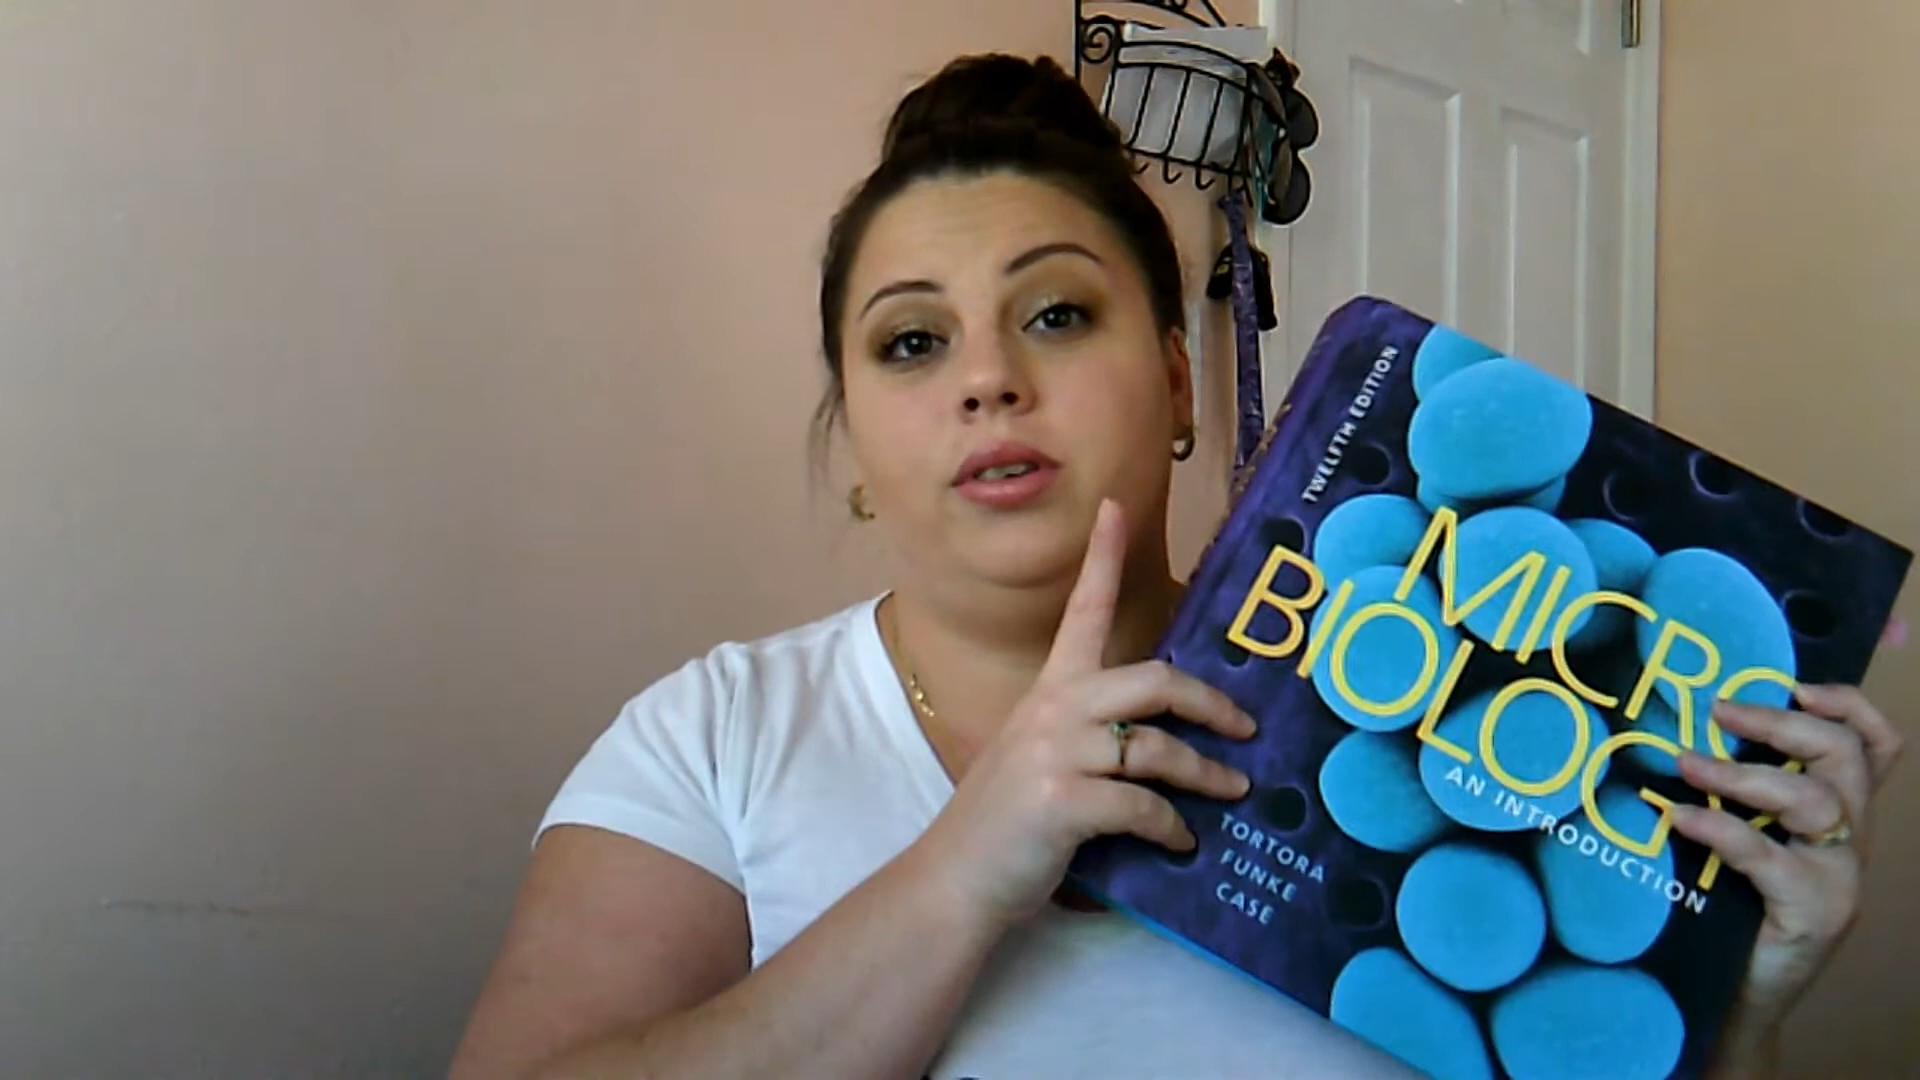 TWELFTH EDITION
MICRO
BIOLOGY
AN INTRODUCTION
TORTORA
FUNKE
CASE